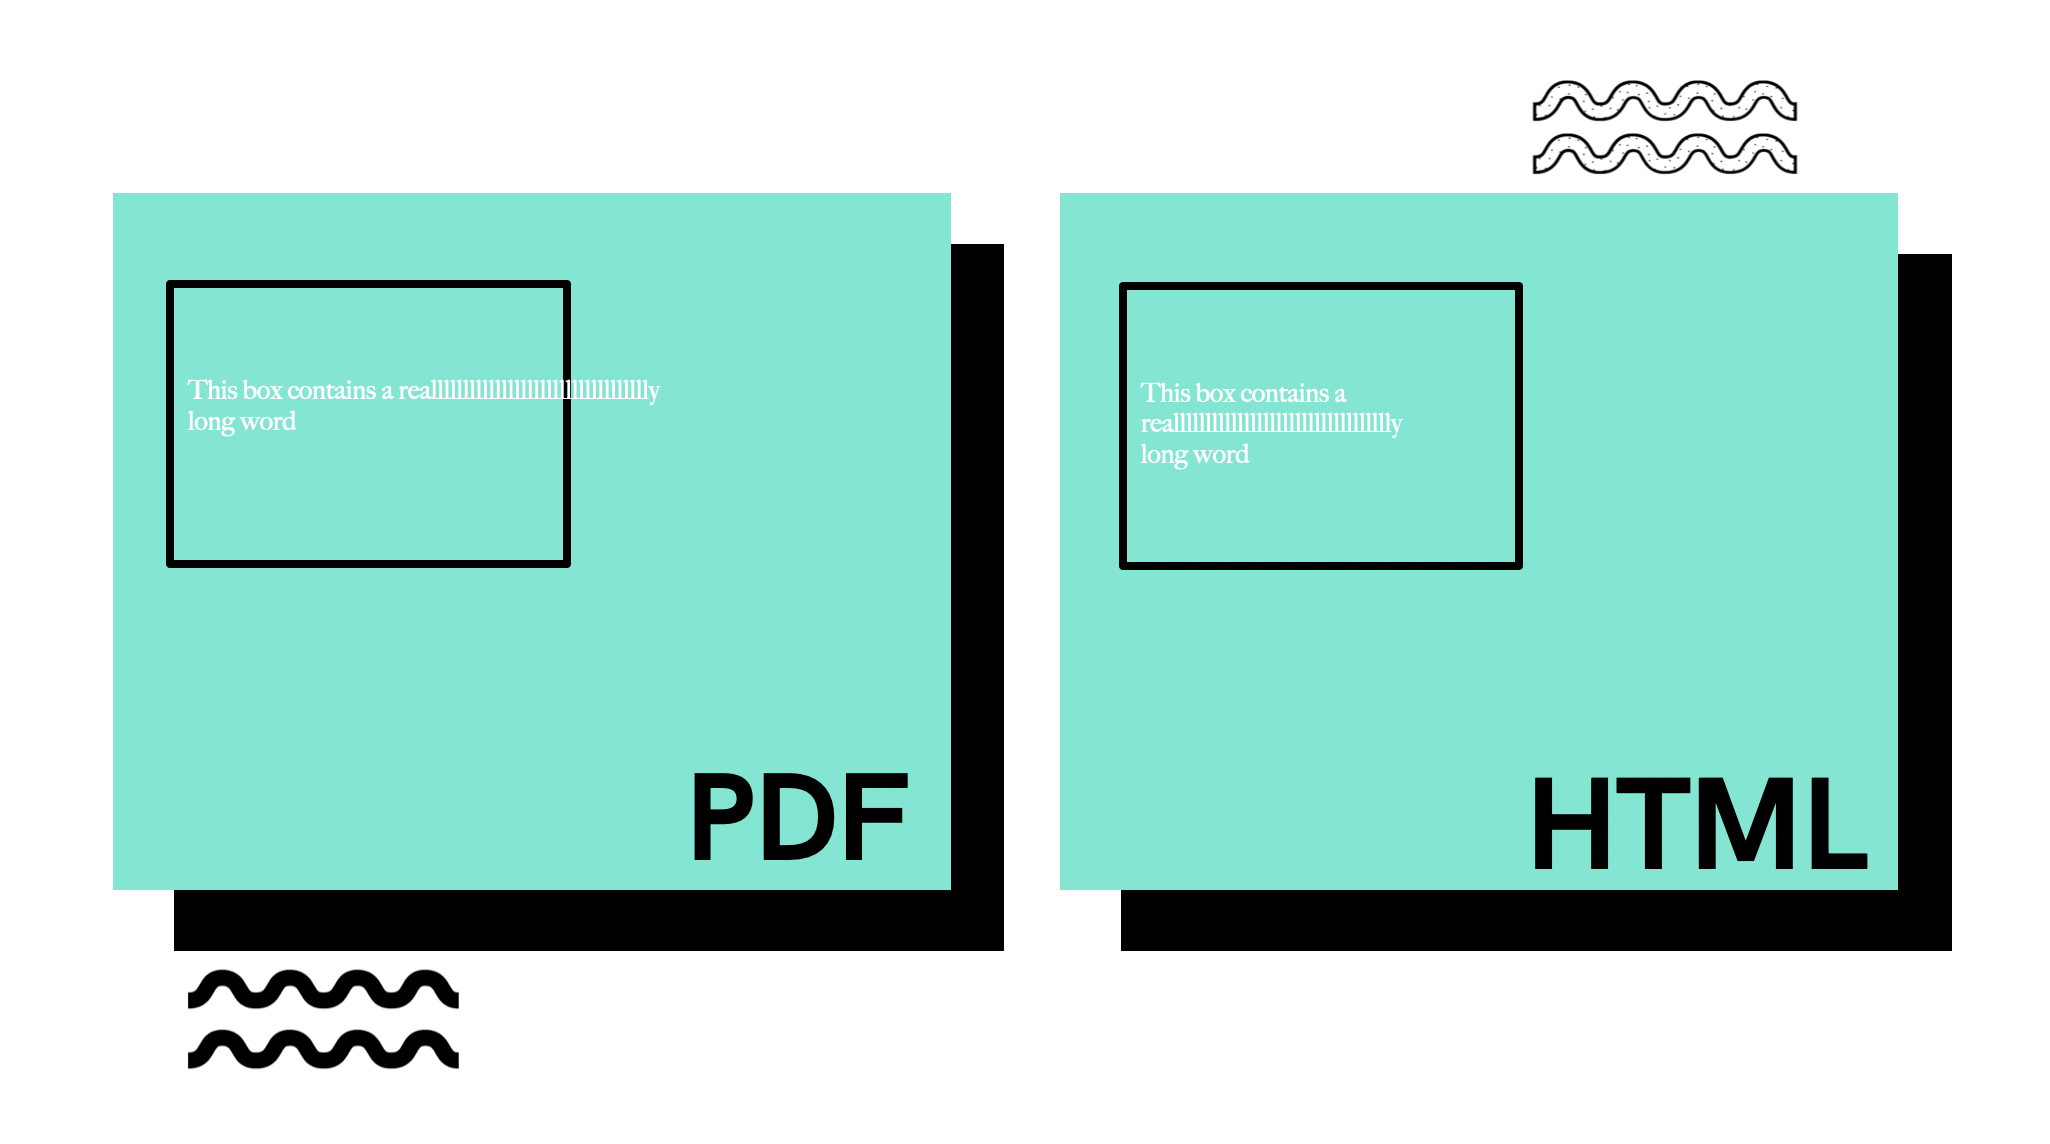 This box contains a reallllllllllllllllllllllllllllllllllly
long word
PDF
This box contains a
reallllllllllllllllllllllllllllllllllly
long word
HTML